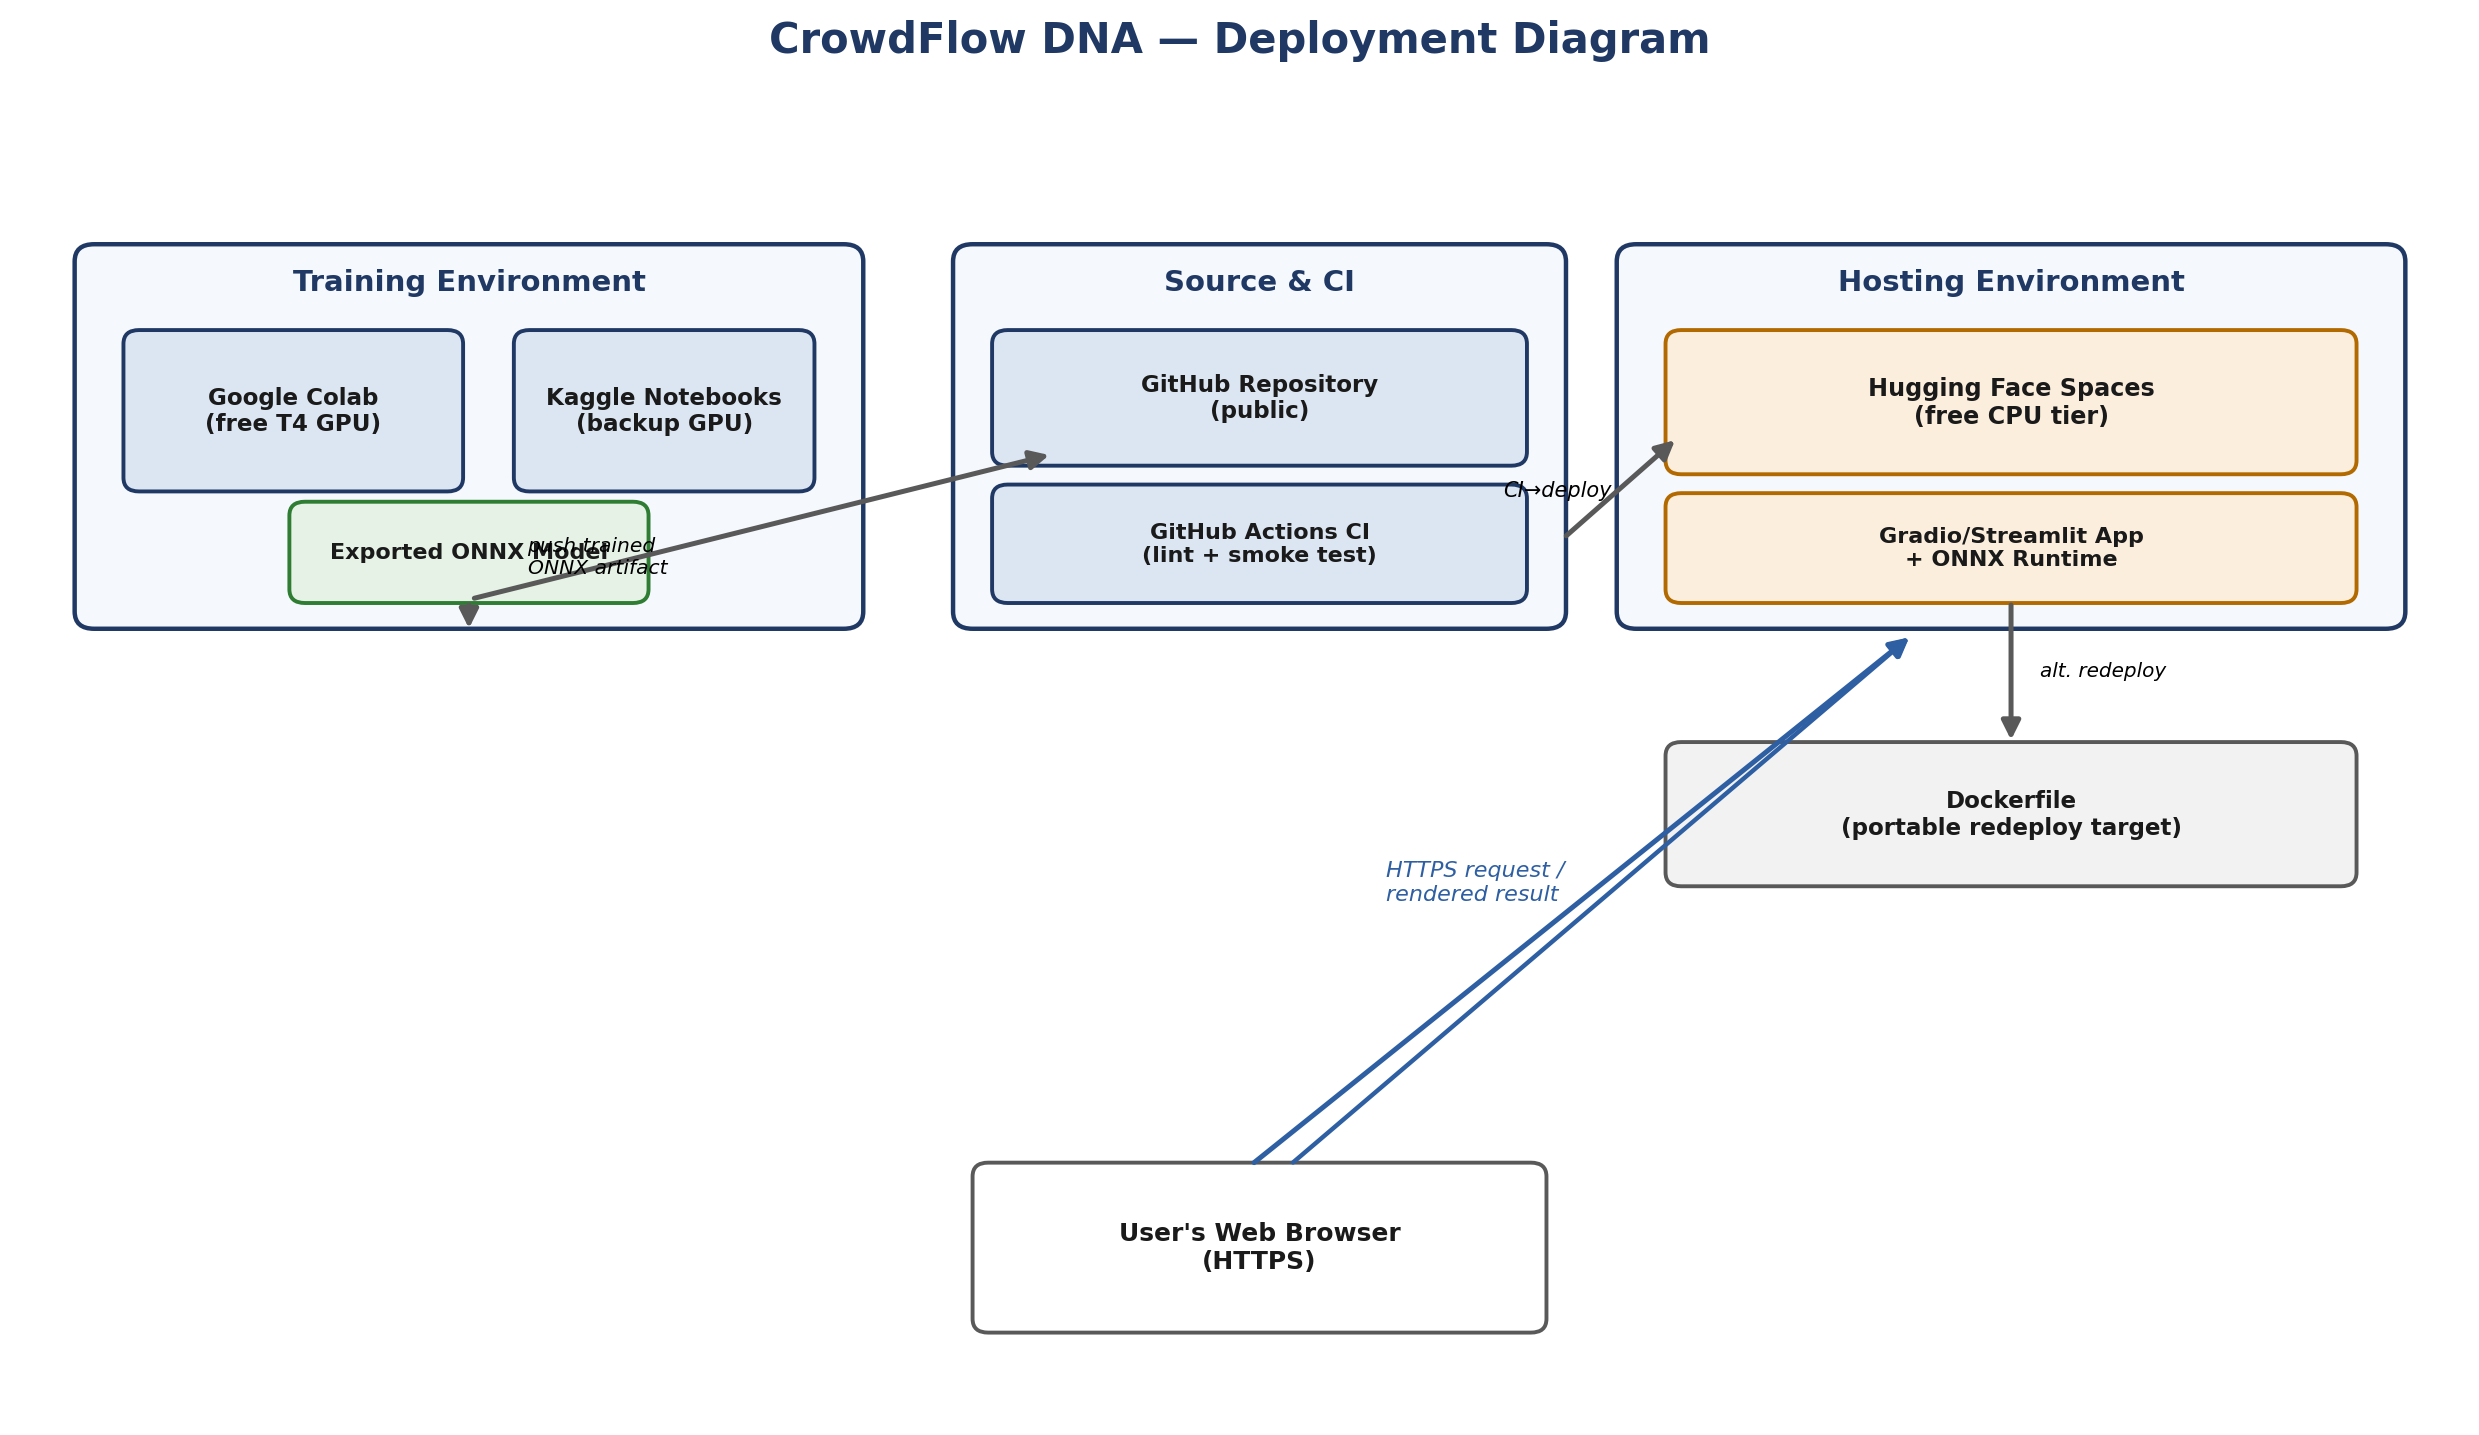 CrowdFlow DNA — Deployment Diagram
Training Environment
Google Colab
(free T4 GPU)
Kaggle Notebooks
(backup GPU)
Exported ONNX Model
push trained
ONNX artifact
Source & CI
GitHub Repository
(public)
GitHub Actions CI
(lint + smoke test)
CI→deploy
Hosting Environment
Hugging Face Spaces
(free CPU tier)
Gradio/Streamlit App
+ ONNX Runtime
alt. redeploy
Dockerfile
(portable redeploy target)
HTTPS request /
rendered result
User's Web Browser
(HTTPS)